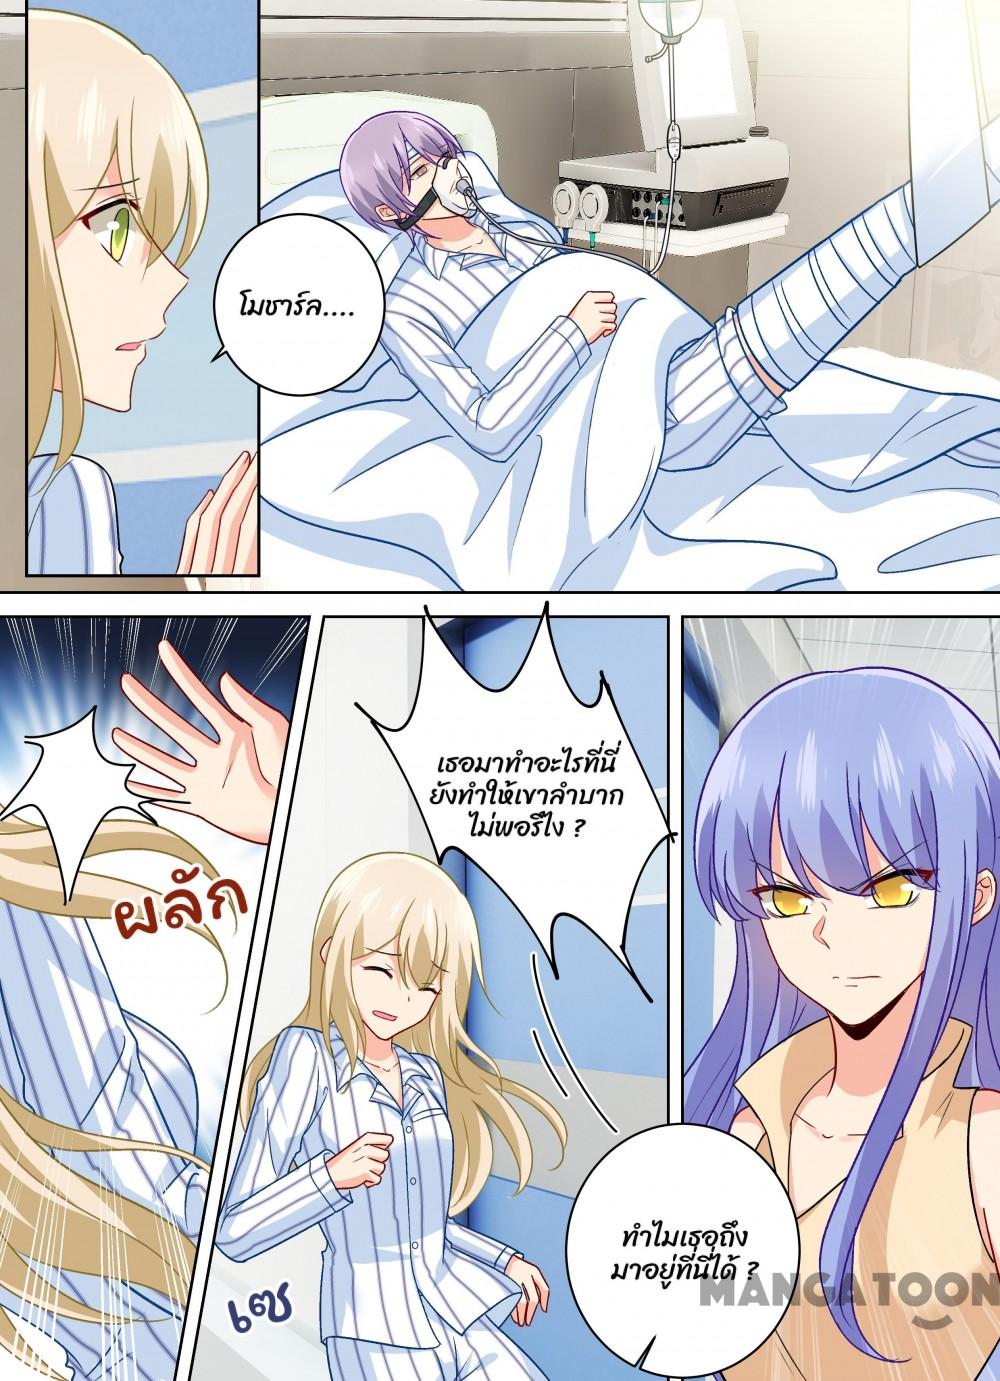 โมชาร์ล....
เธอมาทำอะไรที่นี่
ยังทำให้เขาลำบาก
ไม่พอรึไง ?
ผลัก
เซ
ทำไมเธอถึง
มาอยู่ที่นี่ได้ ?
MANGATOON